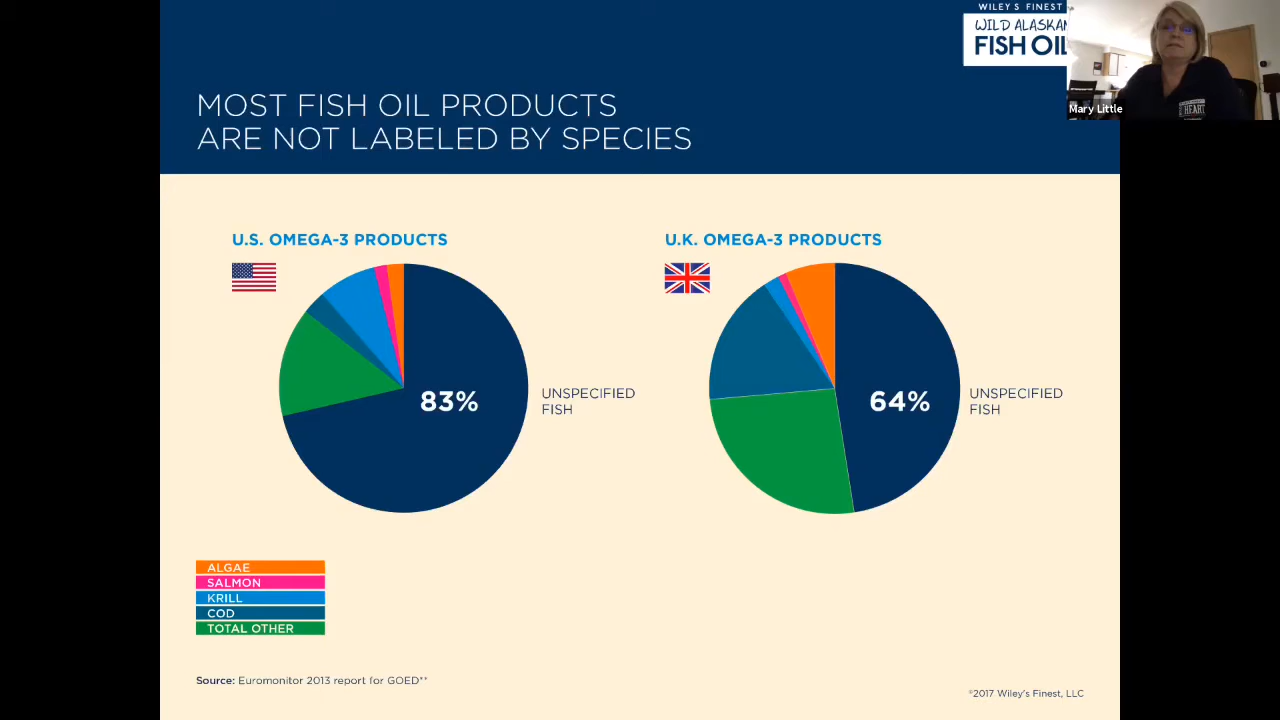 WILEY'S FINEST
WILD ALASKAN
FISH OIL
Mary Little
MOST FISH OIL PRODUCTS
ARE NOT LABELED BY SPECIES
U.S. OMEGA-3 PRODUCTS
83%
UNSPECIFIED
FISH
U.K. OMEGA-3 PRODUCTS
64%
UNSPECIFIED
FISH
ALGAE
SALMON
KRILL
COD
TOTAL OTHER
Source: Euromonitor 2013 report for GOED**
©2017 Wiley's Finest, LLC